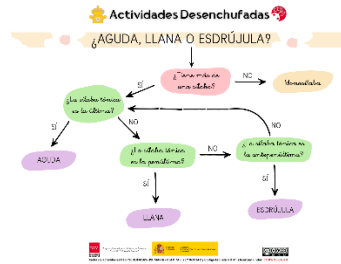 Actividades Desenchufadas
¿AGUDA, LLANA O ESDRÚJULA?
¿Tiene más de
una sílaba?
SÍ
NO
Monosílaba
¿La sílaba tónica
es la última?
SÍ
NO
AGUDA
¿La sílaba tónica
es la penúltima?
NO
¿La sílaba tónica es
la antepenúltima?
NO
SÍ
SÍ
LLANA
ESDRÚJULA